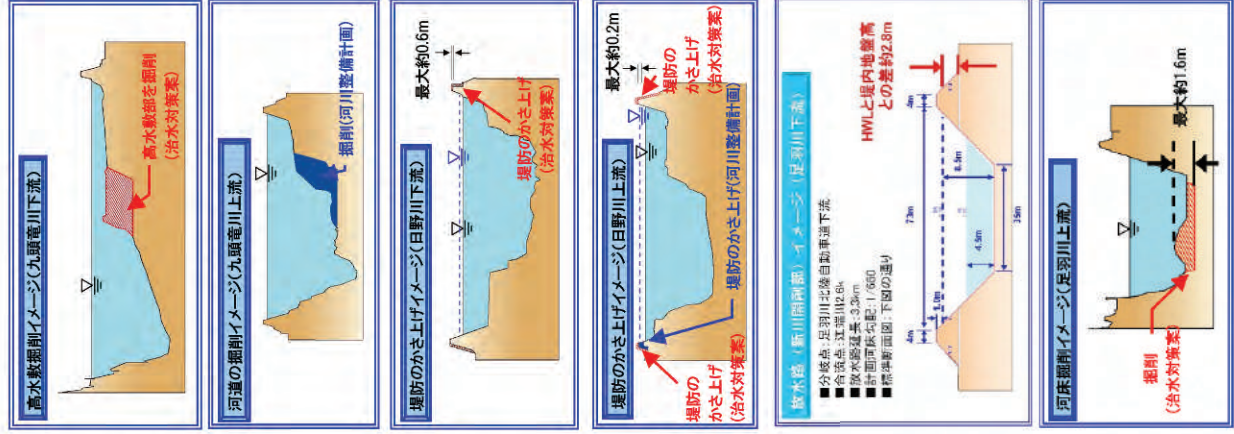 高水敷掘削イメージ(九頭竜川下流)
高水敷部を掘削
(治水対策案)
河道の掘削イメージ(九頭竜川上流)
掘削(河川整備計画)
堤防のかさ上げイメージ(日野川下流)
最大約0.6m
堤防のかさ上げ
(治水対策案)
堤防のかさ上げイメージ(日野川上流)
最大約0.2m
堤防の
かさ上げ
(治水対策案)
堤防のかさ上げ(河川整備計画)
堤防の
かさ上げ
(治水対策案)
放水路(新川開削部)イメージ(足羽川下流)
■分岐点:足羽川北陸自動車道下流
■合流点:江端川2.6k
■放水路延長:3.3km
■計画河床勾配:1/660
■標準断面図:下図の通り
HWLと堤内地盤高
との差約2.8m
4m
73m
4m
4.5m
35m
河床掘削イメージ(足羽川上流)
最大約1.6m
掘削
(治水対策案)